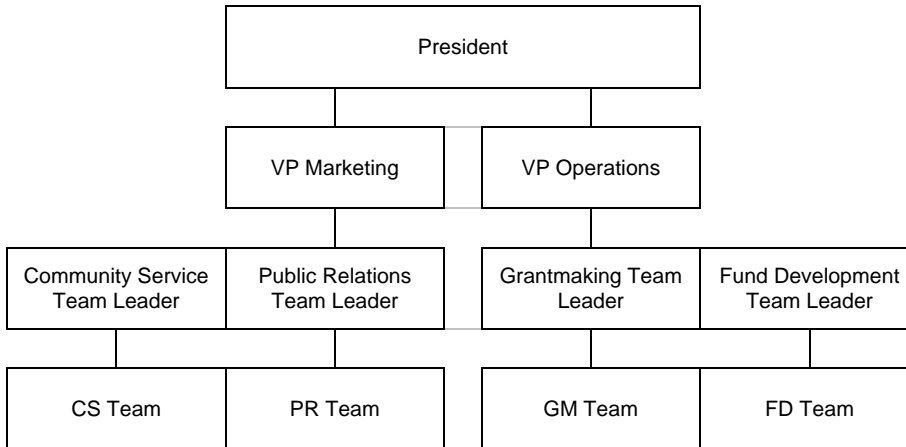 President
VP Marketing
VP Operations
Community Service
Team Leader
Public Relations
Team Leader
Grantmaking Team
Leader
Fund Development
Team Leader
CS Team
PR Team
GM Team
FD Team